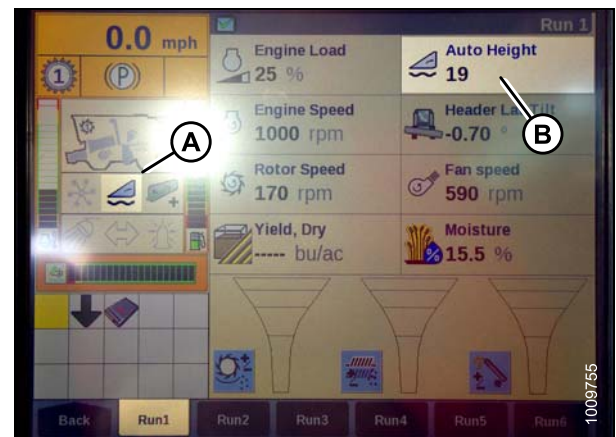 0.0 mph
Run 1
1
(P)
Engine Load
25 %
Auto Height
19
Engine Speed
1000 rpm
Header Lat Tilt
-0.70 °
A
B
Rotor Speed
170 rpm
Fan speed
590 rpm
Yield, Dry
----- bu/ac
Moisture
%
15.5 %
Back
Run1
Run2
Run3
Run4
Run5
Run6
1009755